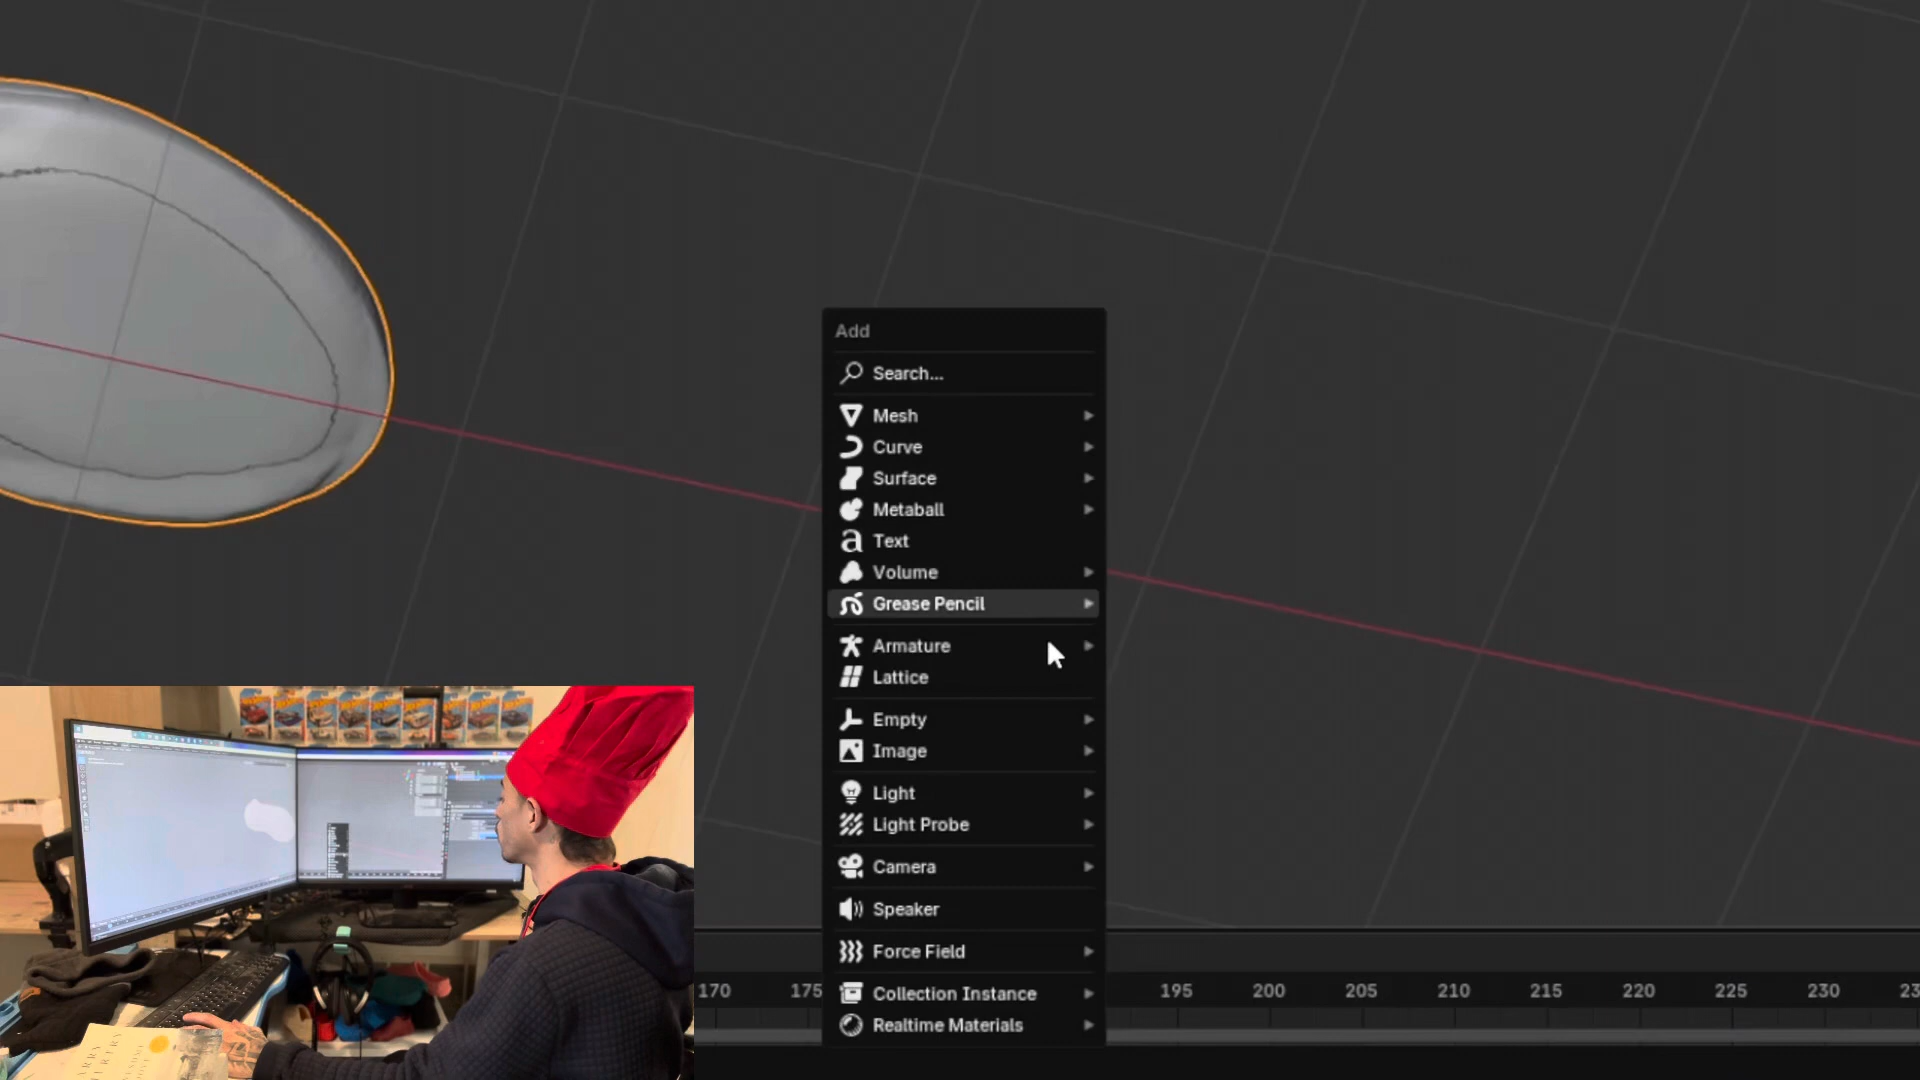 Add
Search...
Mesh
Curve
Surface
Metaball
Text
Volume
Grease Pencil
Armature
Lattice
Empty
Image
Light
Light Probe
Camera
Speaker
Force Field
Collection Instance
Realtime Materials
170 175 195 200 205 210 215 220 225 230 23